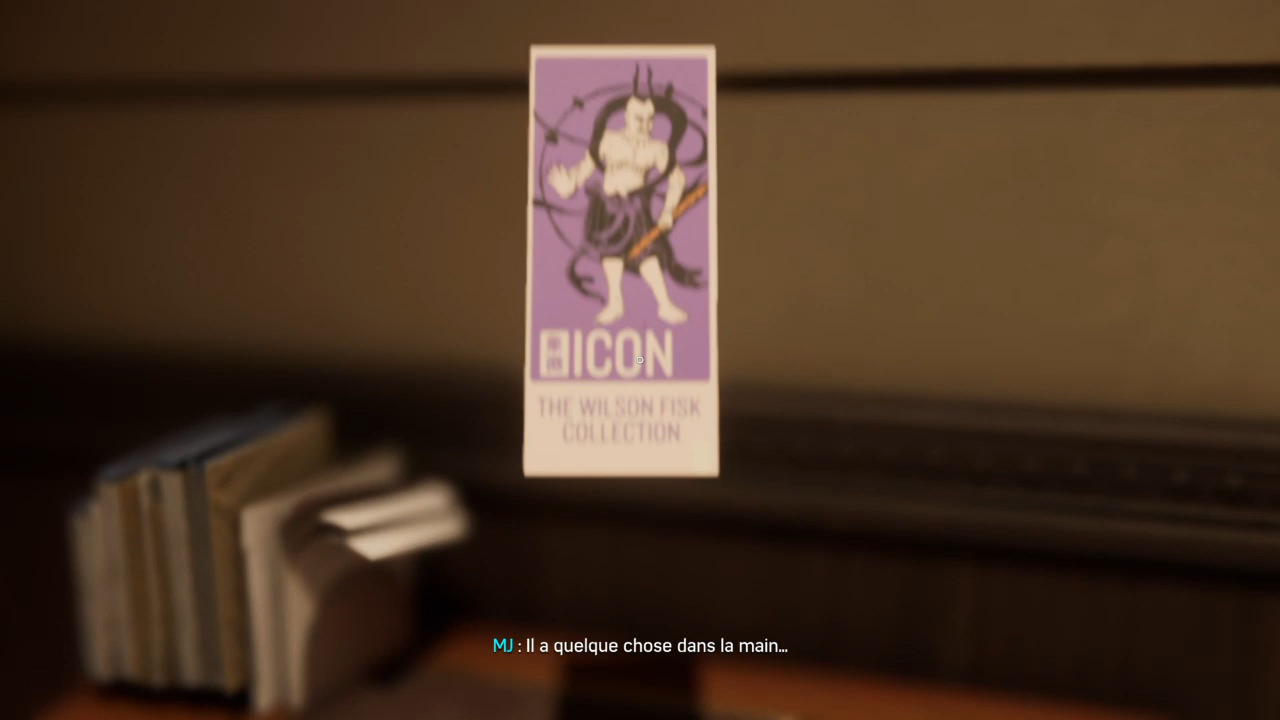 ICON
THE WILSON FISK
COLLECTION
MJ : Il a quelque chose dans la main...